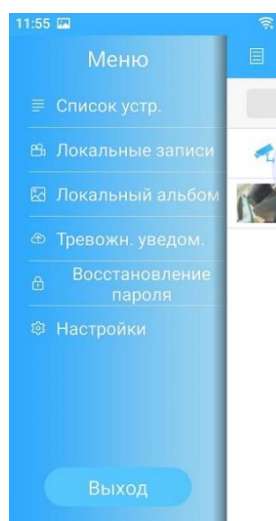 11:55
Меню
Список устр.
Локальные записи
Локальный альбом
Тревожн. уведом.
Восстановление
пароля
Настройки
Выход